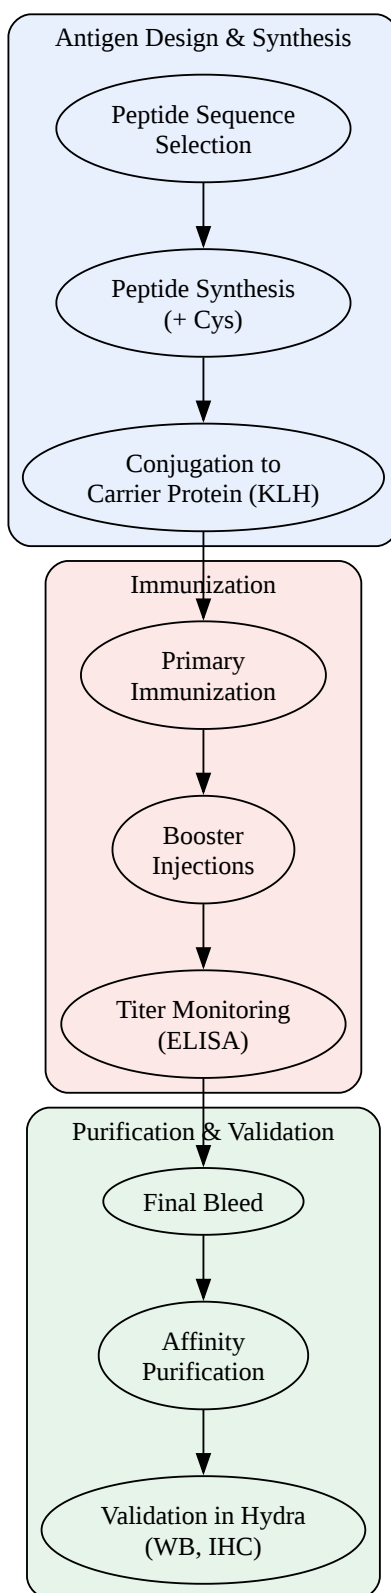 Antigen Design & Synthesis
Peptide Sequence
Selection
Peptide Synthesis
(+ Cys)
Conjugation to
Carrier Protein (KLH)
Immunization
Primary
Immunization
Booster
Injections
Titer Monitoring
(ELISA)
Purification & Validation
Final Bleed
Affinity
Purification
Validation in Hydra
(WB, IHC)